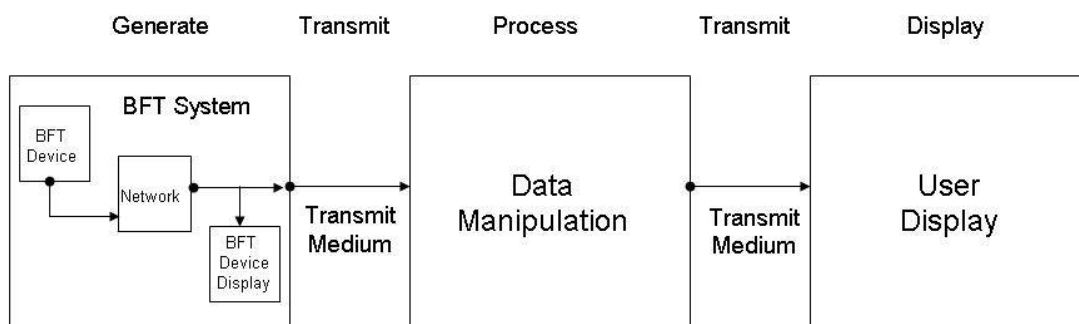 Generate
Transmit
Process
Transmit
Display
BFT System
BFT
Device
Network
BFT
Device
Display
Transmit
Medium
Data
Manipulation
Transmit
Medium
User
Display